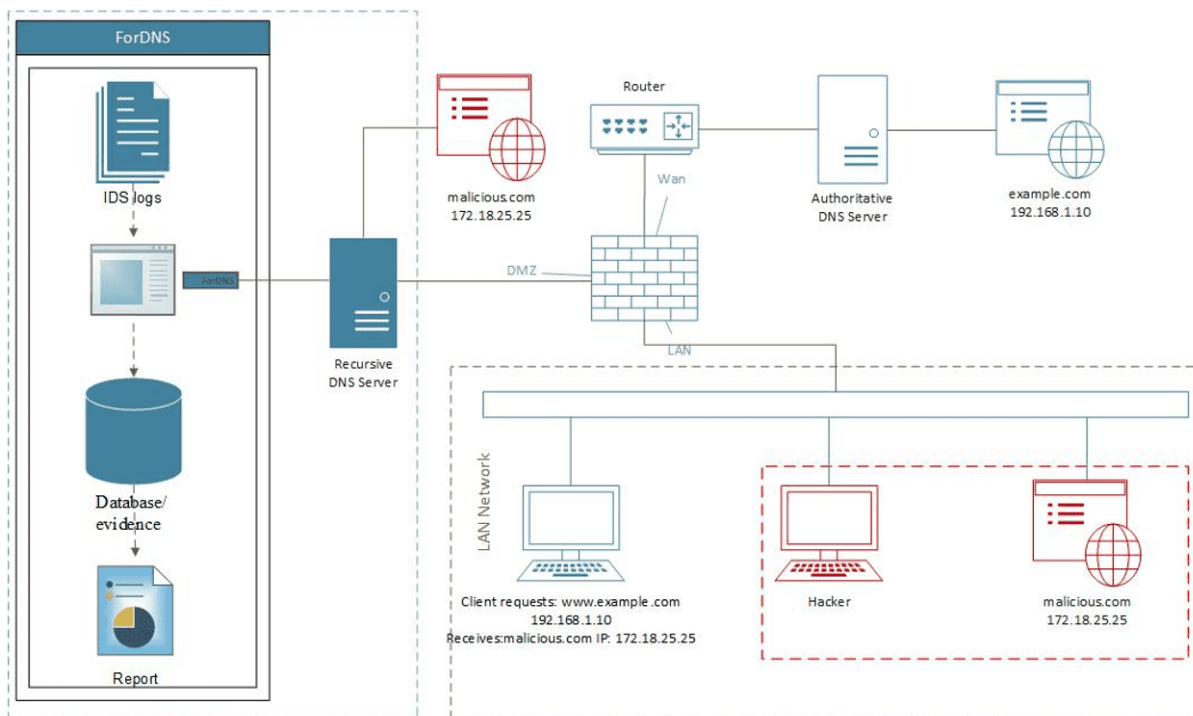 ForDNS
IDS logs
ForDNS
Database/
evidence
Report
Recursive
DNS Server
malicious.com
172.18.25.25
Router
Wan
DMZ
LAN
Authoritative
DNS Server
example.com
192.168.1.10
LAN Network
Client requests: www.example.com
192.168.1.10
Receives:malicious.com IP: 172.18.25.25
Hacker
malicious.com
172.18.25.25